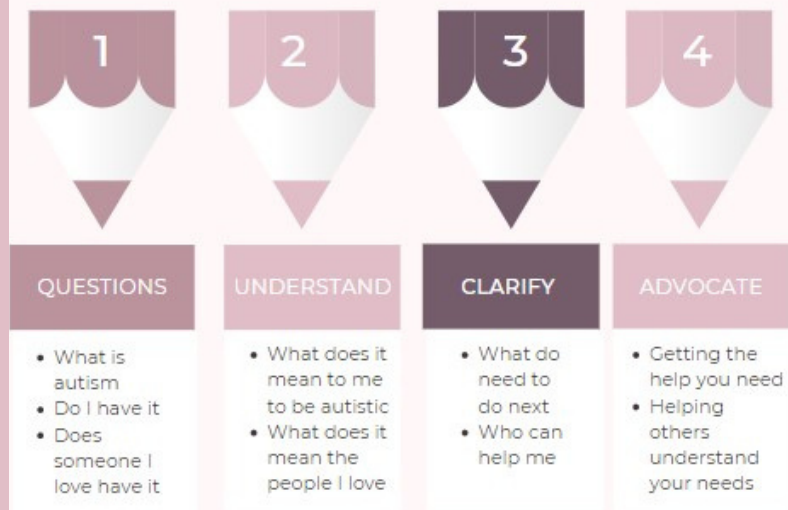 1
2
3
4
QUESTIONS
UNDERSTAND
CLARIFY
ADVOCATE
• What is
autism
• Do I have it
• Does
someone I
love have it
• What does it
mean to me
to be autistic
• What does it
mean the
people I love
• What do
need to
do next
• Who can
help me
• Getting the
help you need
• Helping
others
understand
your needs